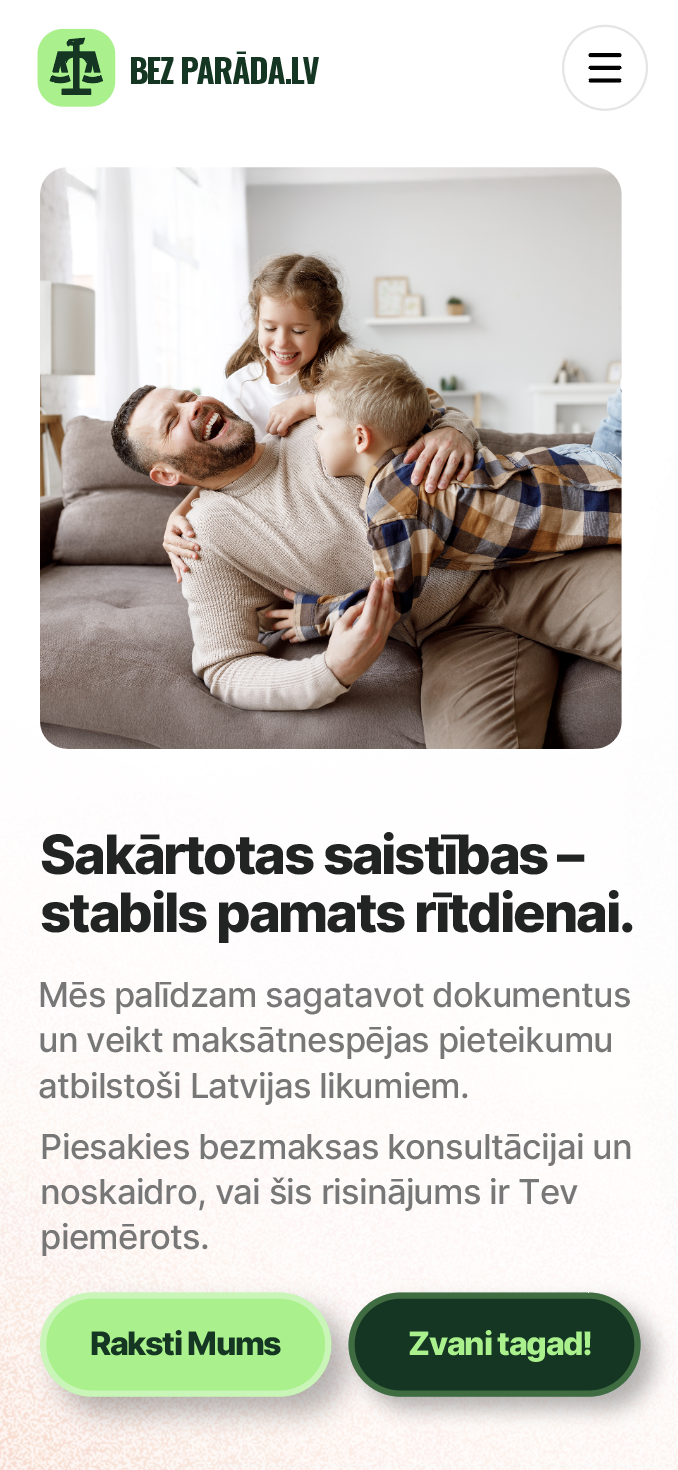 BEZ PARĀDA.LV
Sakārtotas saistības –
stabils pamats rītdienai.
Mēs palīdzam sagatavot dokumentus
un veikt maksātnespējas pieteikumu
atbilstoši Latvijas likumiem.
Piesakies bezmaksas konsultācijai un
noskaidro, vai šis risinājums ir Tev
piemērots.
Raksti Mums
Zvani tagad!